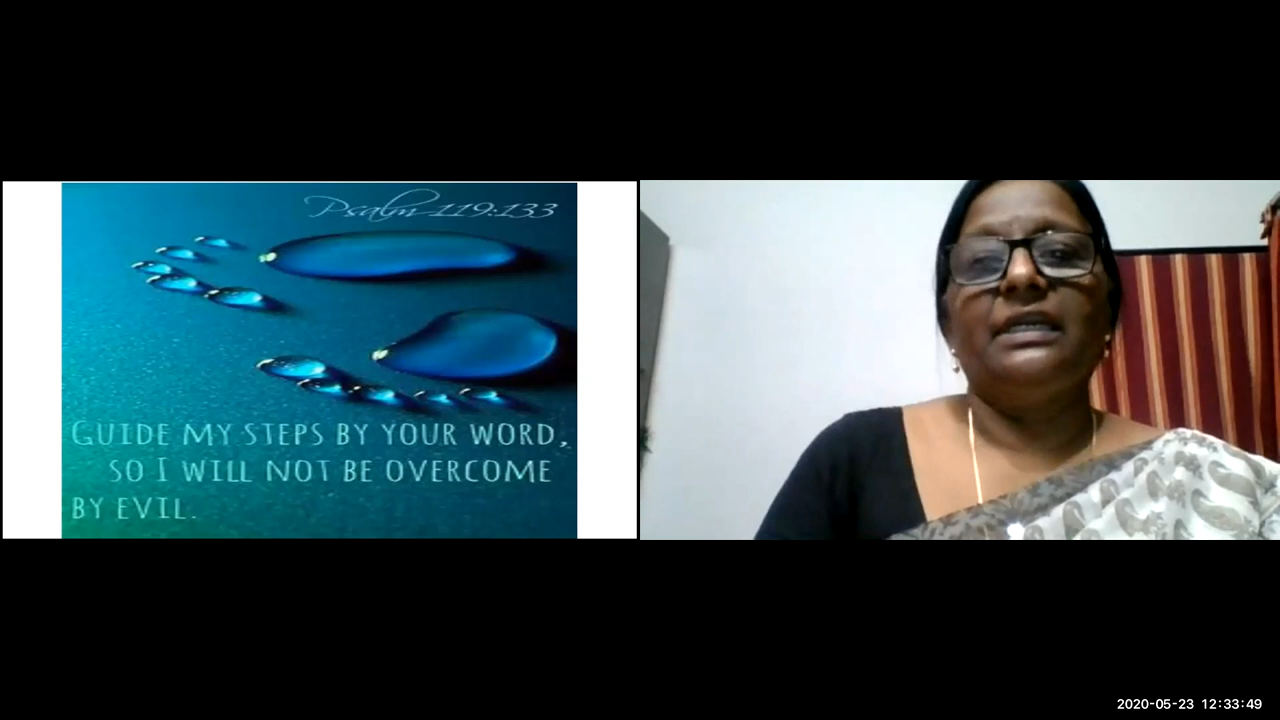 Psalm 119:133
GUIDE MY STEPS BY YOUR WORD,
SO I WILL NOT BE OVERCOME
BY EVIL.
2020-05-23 12:33:49